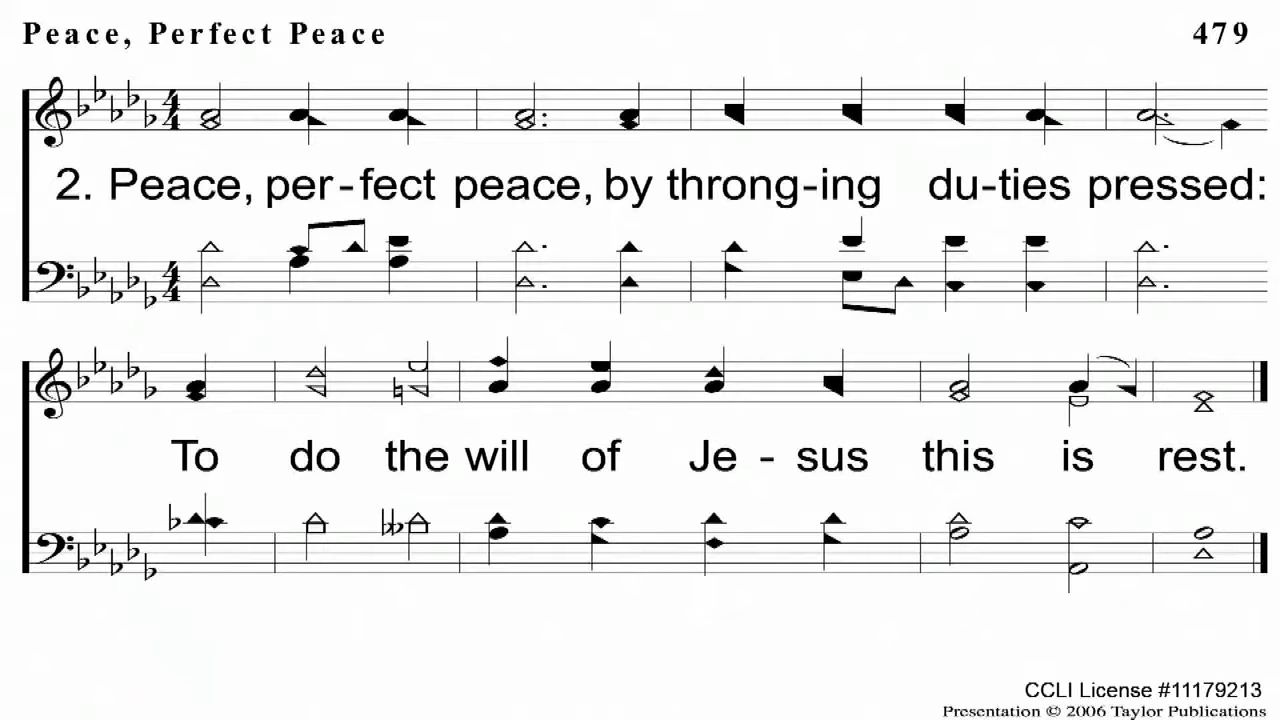 Peace, Perfect Peace 479
2. Peace, per-fect peace, by throng-ing du-ties pressed:
To do the will of Je - sus this is rest.
CCLI License #11179213
Presentation © 2006 Taylor Publications